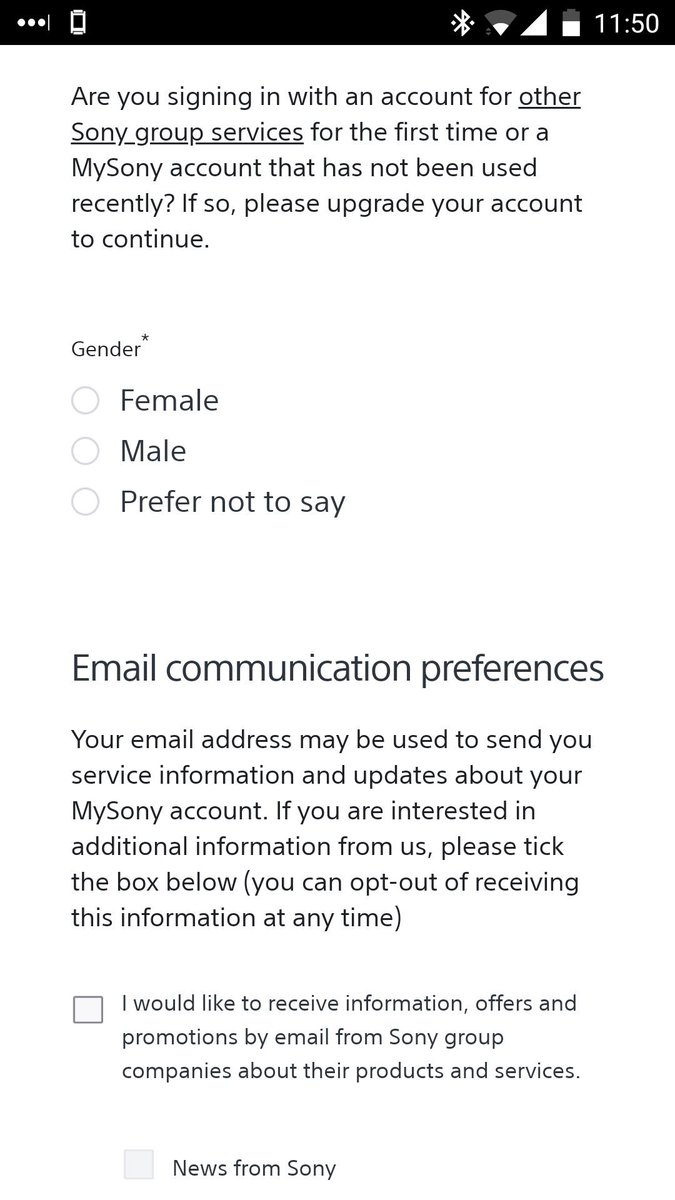 11:50
Are you signing in with an account for other
Sony group services for the first time or a
MySony account that has not been used
recently? If so, please upgrade your account
to continue.
Gender*
Female
Male
Prefer not to say
Email communication preferences
Your email address may be used to send you
service information and updates about your
MySony account. If you are interested in
additional information from us, please tick
the box below (you can opt-out of receiving
this information at any time)
I would like to receive information, offers and
promotions by email from Sony group
companies about their products and services.
News from Sony